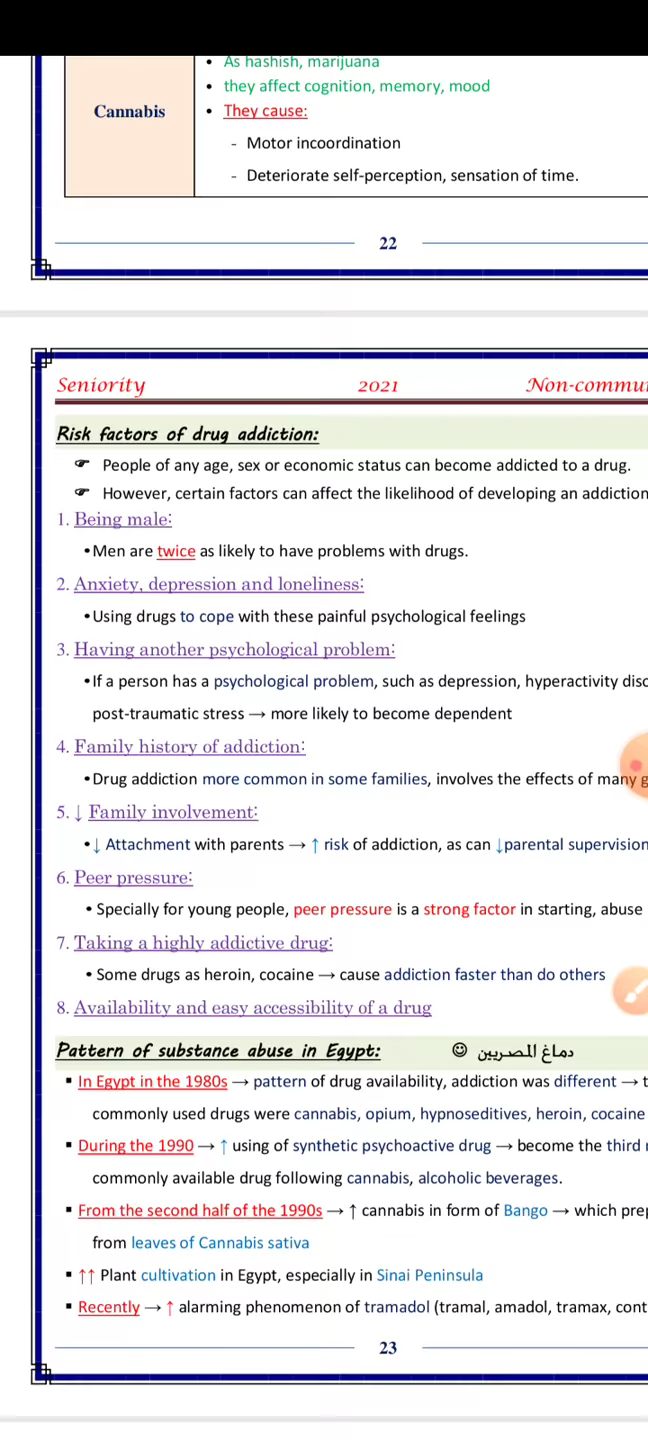 • As hashish, marijuana
• they affect cognition, memory, mood
Cannabis
• They cause:
- Motor incoordination
- Deteriorate self-perception, sensation of time.
22
Seniority 2021 Non-commu
Risk factors of drug addiction:
☞ People of any age, sex or economic status can become addicted to a drug.
☞ However, certain factors can affect the likelihood of developing an addiction
1. Being male:
• Men are twice as likely to have problems with drugs.
2. Anxiety, depression and loneliness:
• Using drugs to cope with these painful psychological feelings
3. Having another psychological problem:
• If a person has a psychological problem, such as depression, hyperactivity
post-traumatic stress → more likely to become dependent
4. Family history of addiction:
• Drug addiction more common in some families, involves the effects of many
5. ↓ Family involvement:
• ↓ Attachment with parents → ↑ risk of addiction, as can ↓parental supervision
6. Peer pressure:
• Specially for young people, peer pressure is a strong factor in starting, abuse
7. Taking a highly addictive drug:
• Some drugs as heroin, cocaine → cause addiction faster than do others
8. Availability and easy accessibility of a drug
Pattern of substance abuse in Egypt: ☺ دماغ المصريين
▪ In Egypt in the 1980s → pattern of drug availability, addiction was different →
commonly used drugs were cannabis, opium, hypnoseditives, heroin, cocaine
▪ During the 1990 → ↑ using of synthetic psychoactive drug → become the third
commonly available drug following cannabis, alcoholic beverages.
▪ From the second half of the 1990s → ↑ cannabis in form of Bango → which
from leaves of Cannabis sativa
▪ ↑↑ Plant cultivation in Egypt, especially in Sinai Peninsula
▪ Recently → ↑ alarming phenomenon of tramadol (tramal, amadol, tramax,
23